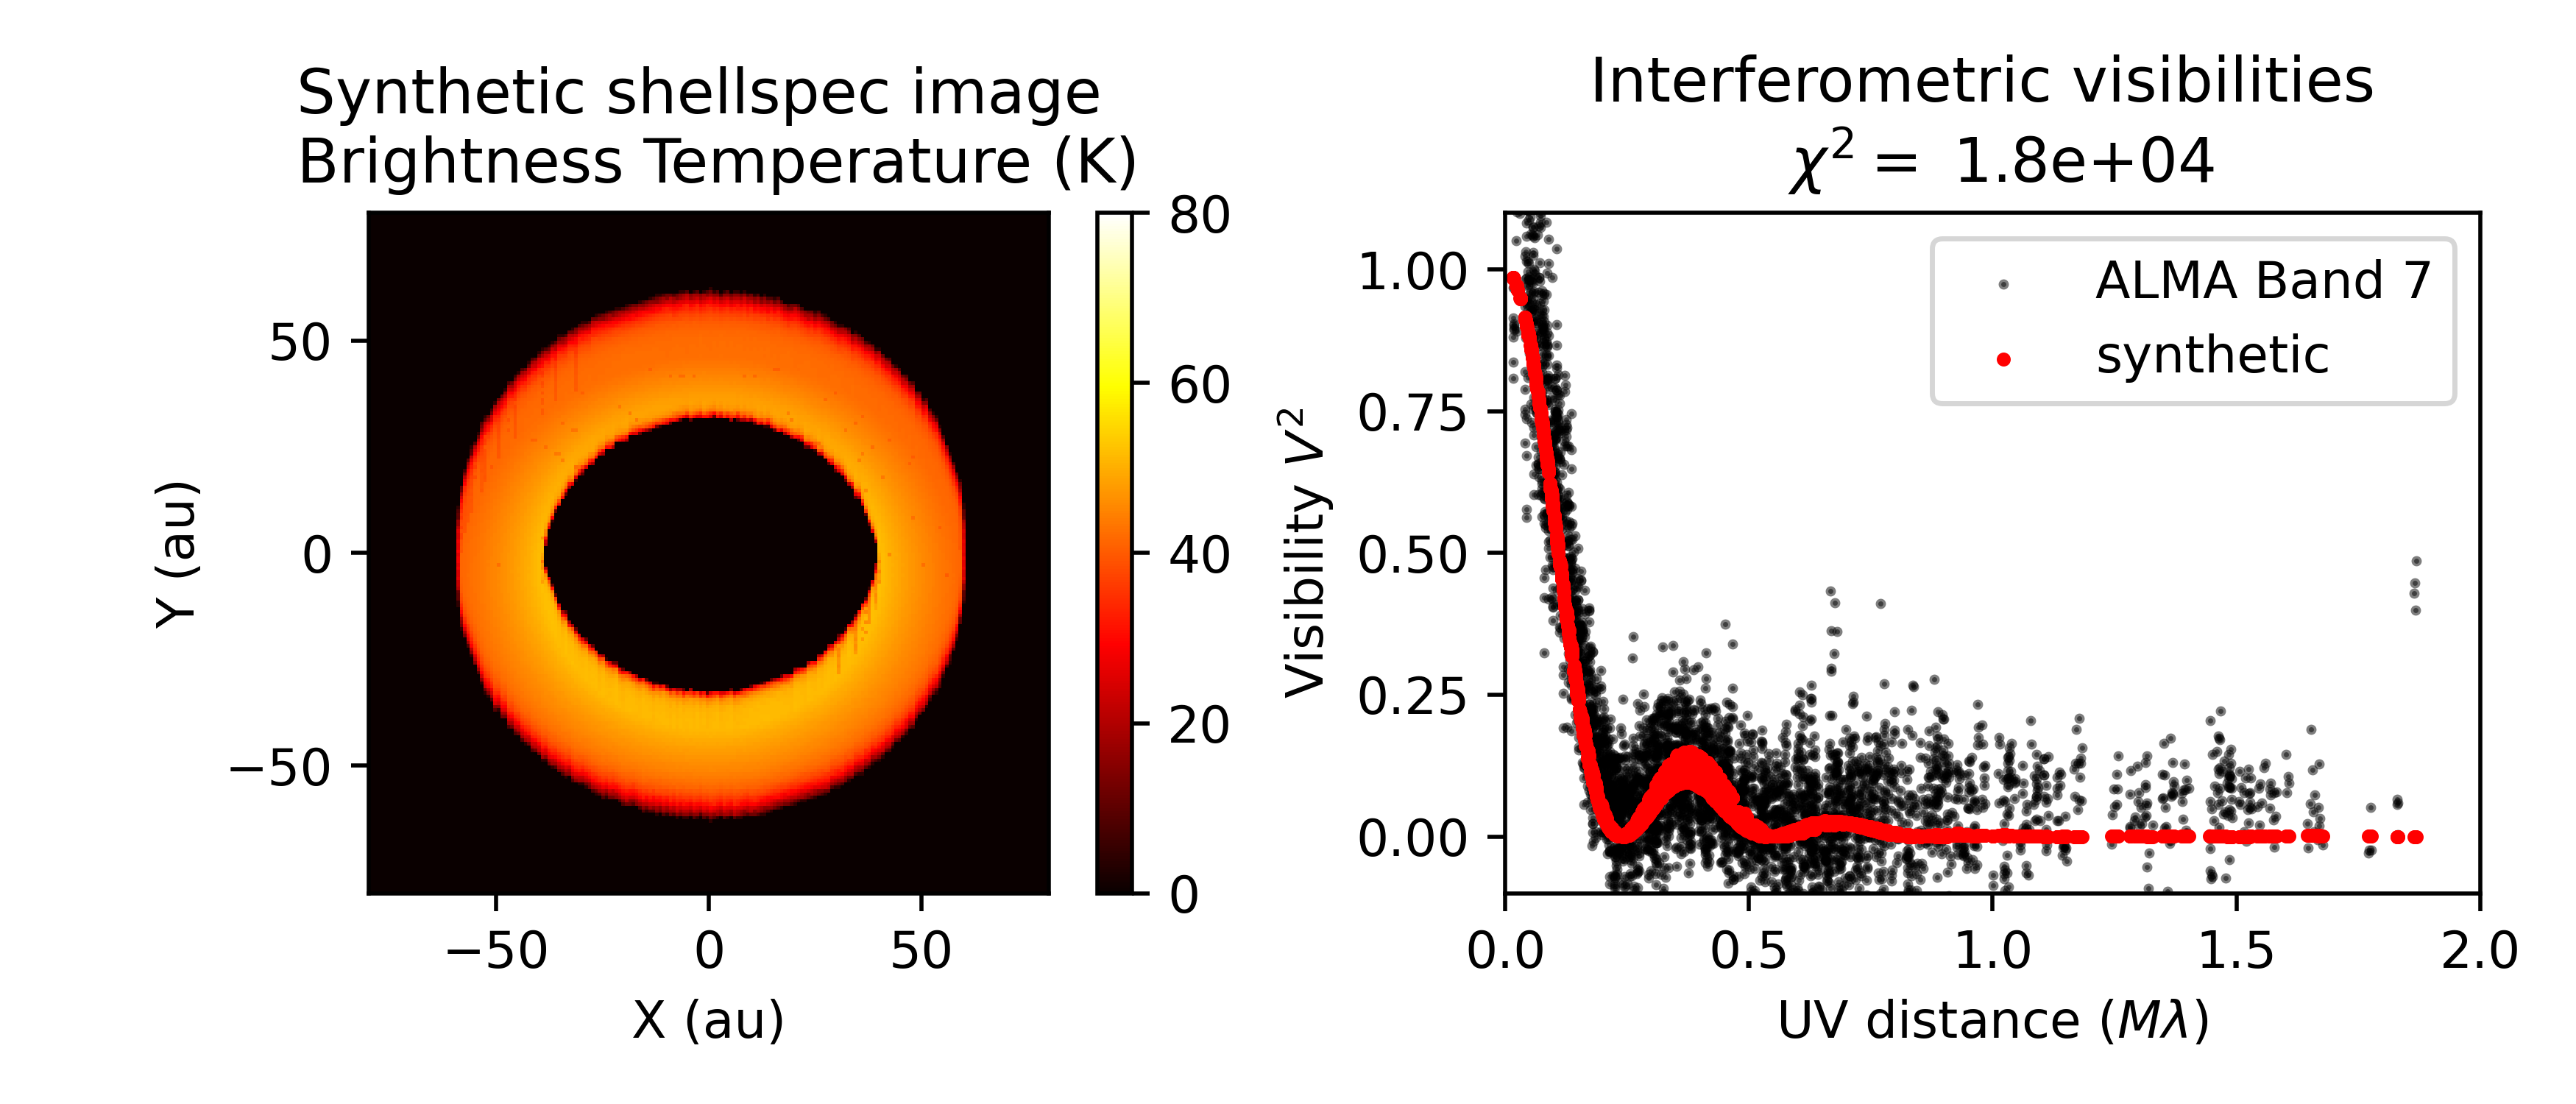 Synthetic shellspec image
Brightness Temperature (K)
80
60
40
20
0
50
0
−50
Y (au)
−50 0 50
X (au)
Interferometric visibilities
χ² = 1.8e+04
ALMA Band 7
synthetic
1.00
0.75
0.50
0.25
0.00
Visibility V²
0.0 0.5 1.0 1.5 2.0
UV distance (Mλ)